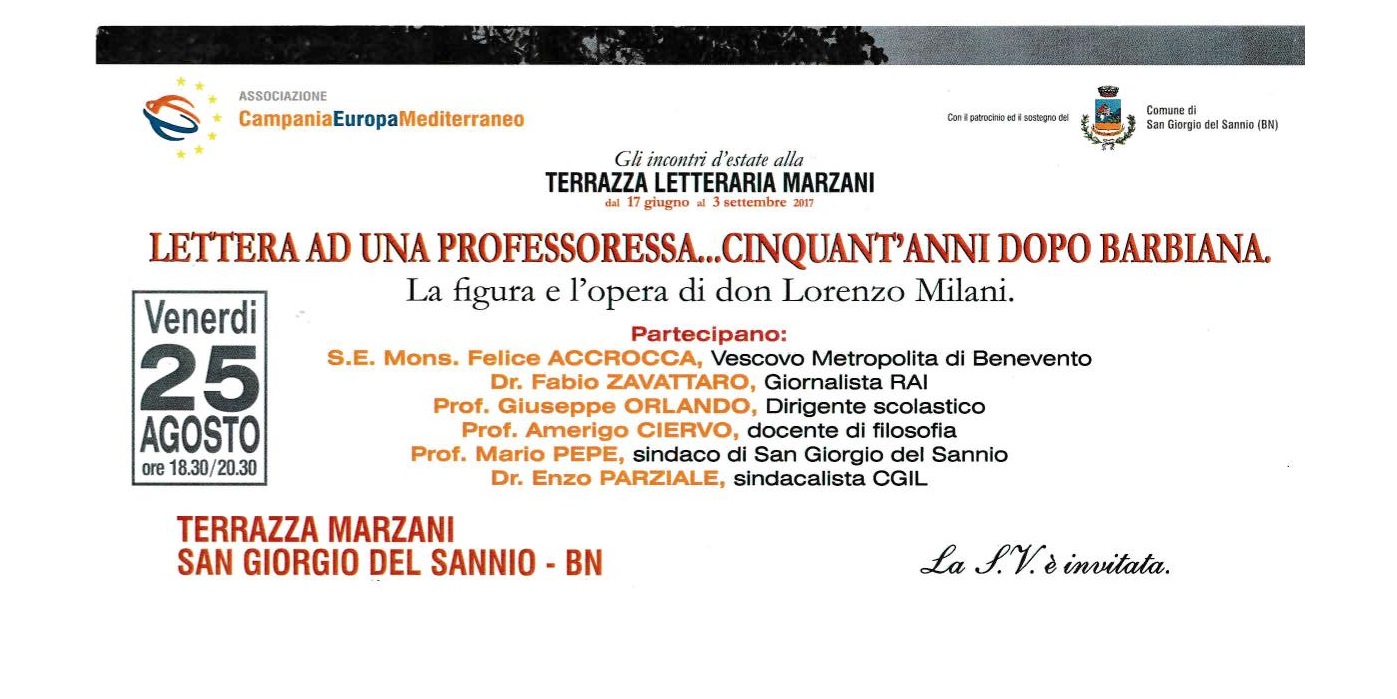 ASSOCIAZIONE
CampaniaEuropaMediterraneo
Con il patrocinio ed il sostegno del
Comune di
San Giorgio del Sannio (BN)
Gli incontri d'estate alla
TERRAZZA LETTERARIA MARZANI
dal 17 giugno al 3 settembre 2017
LETTERA AD UNA PROFESSORESSA...CINQUANT'ANNI DOPO BARBIANA.
La figura e l'opera di don Lorenzo Milani.
Venerdi
25
AGOSTO
ore 18.30/20.30
Partecipano:
S.E. Mons. Felice ACCROCCA, Vescovo Metropolita di Benevento
Dr. Fabio ZAVATTARO, Giornalista RAI
Prof. Giuseppe ORLANDO, Dirigente scolastico
Prof. Amerigo CIERVO, docente di filosofia
Prof. Mario PEPE, sindaco di San Giorgio del Sannio
Dr. Enzo PARZIALE, sindacalista CGIL
TERRAZZA MARZANI
SAN GIORGIO DEL SANNIO - BN
La S.V. è invitata.